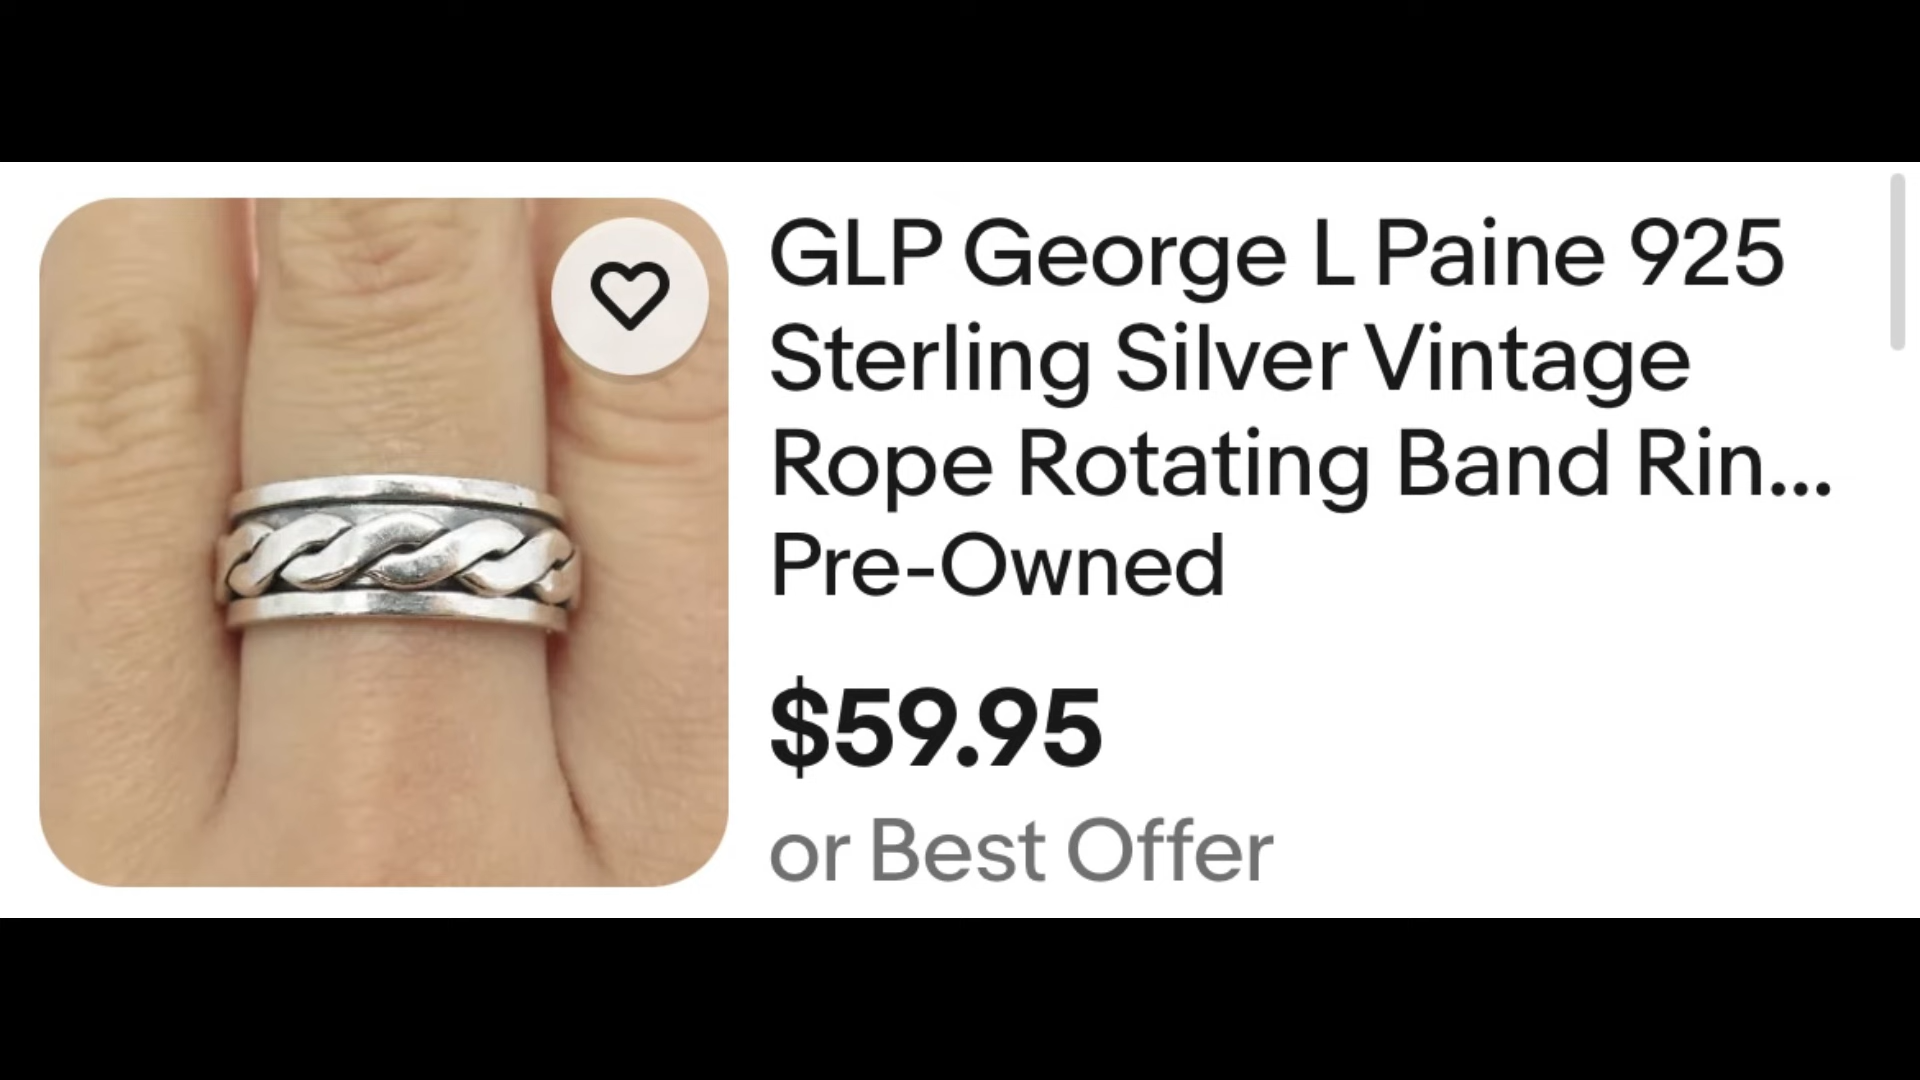 GLP George L Paine 925
Sterling Silver Vintage
Rope Rotating Band Rin...
Pre-Owned
$59.95
or Best Offer